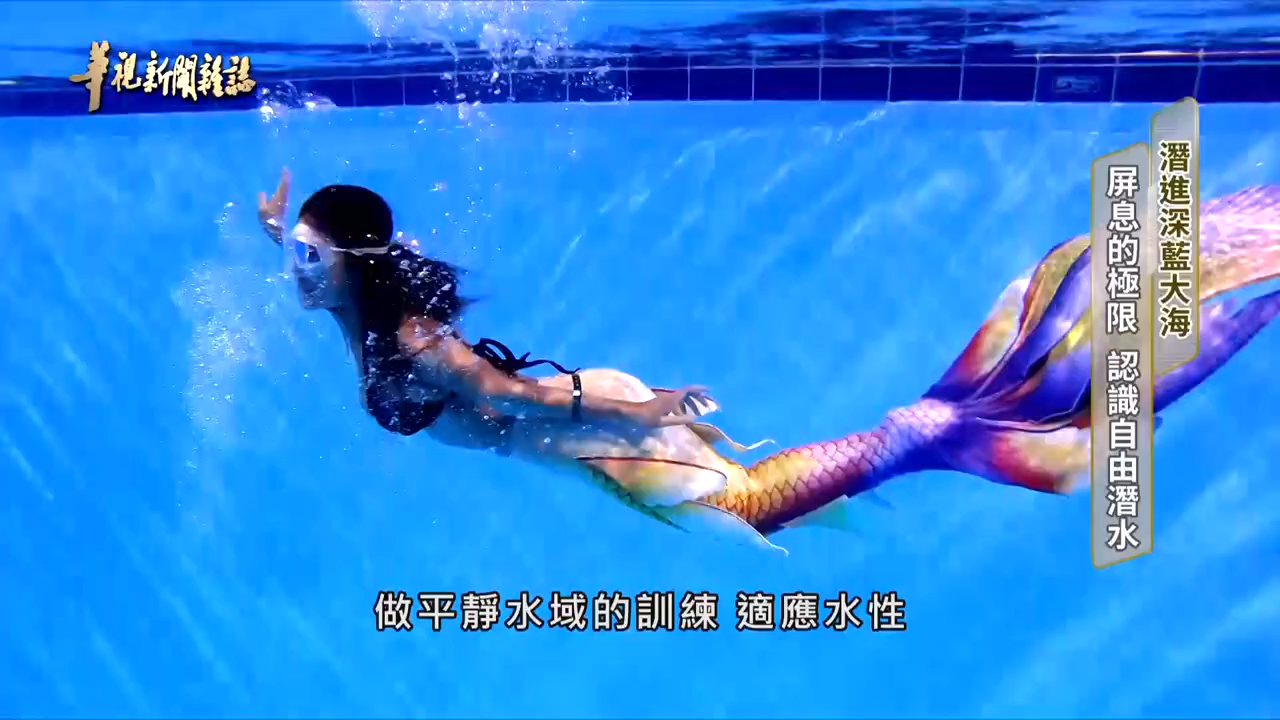 華視新聞雜誌
潛進深藍大海
屏息的極限 認識自由潛水
做平靜水域的訓練 適應水性